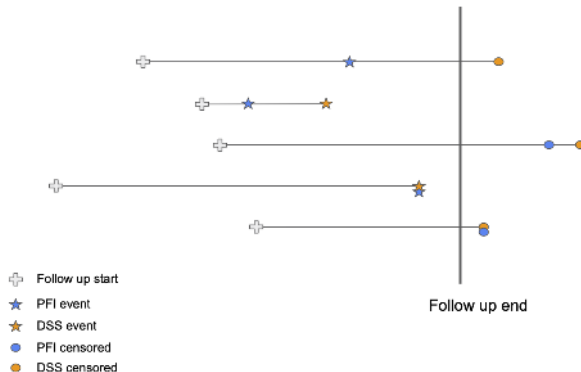 Follow up end
Follow up start
PFI event
DSS event
PFI censored
DSS censored